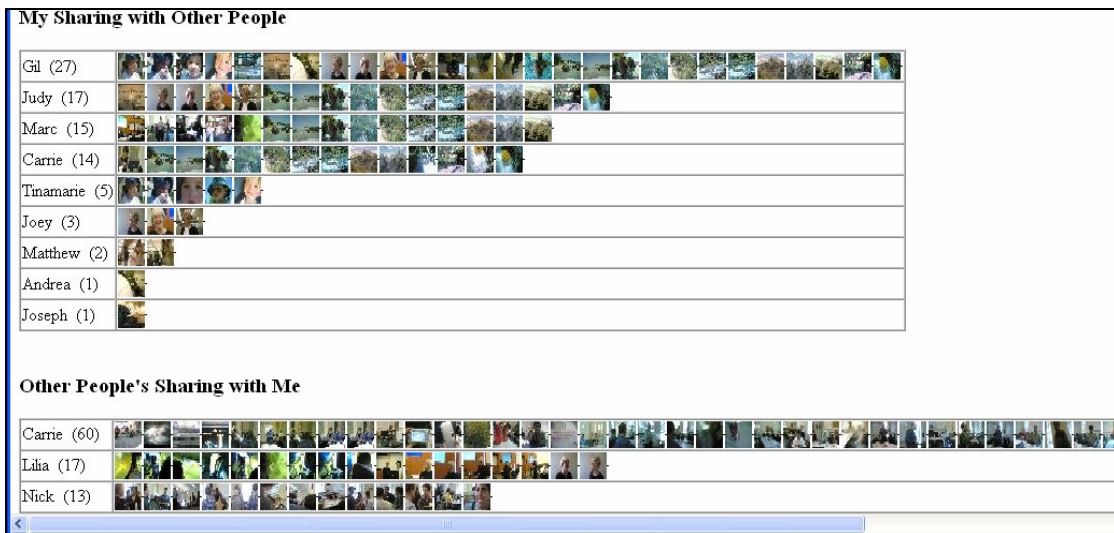 My Sharing with Other People
Gil (27)
Judy (17)
Marc (15)
Carrie (14)
Tinamarie (5)
Joey (3)
Matthew (2)
Andrea (1)
Joseph (1)
Other People's Sharing with Me
Carrie (60)
Lilia (17)
Nick (13)